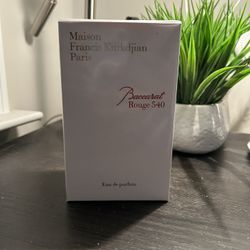 Maison
Francis Kurkdjian
Paris
Baccarat
Rouge 540
Eau de parfum